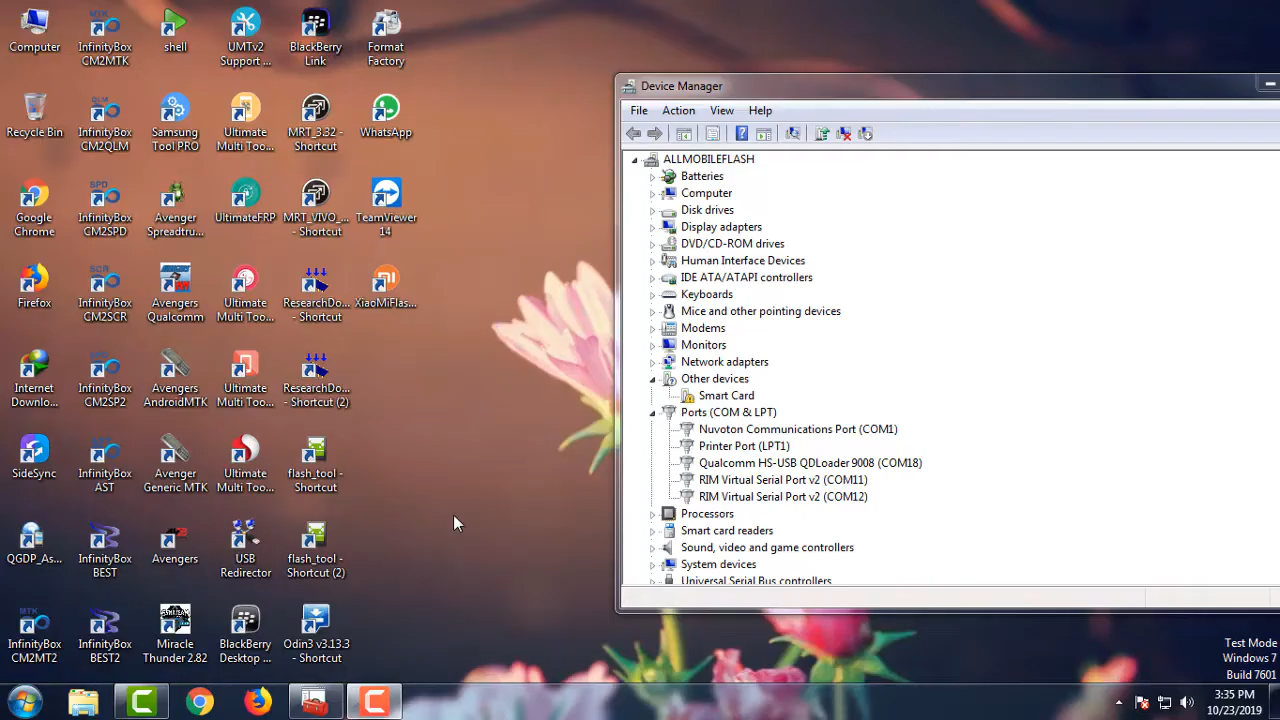 Computer
InfinityBox
CM2MTK
shell
UMTv2
Support ...
BlackBerry
Link
Format
Factory
Recycle Bin
InfinityBox
CM2QLM
Samsung
Tool PRO
Ultimate
Multi Too...
MRT_3.32 -
Shortcut
WhatsApp
Google
Chrome
InfinityBox
CM2SPD
Avenger
Spreadtru...
UltimateFRP
MRT_VIVO_...
- Shortcut
TeamViewer
14
Firefox
InfinityBox
CM2SCR
Avengers
Qualcomm
Ultimate
Multi Too...
ResearchDo...
- Shortcut
XiaoMiFlas...
Internet
Downlo...
InfinityBox
CM2SP2
Avengers
AndroidMTK
Ultimate
Multi Too...
ResearchDo...
- Shortcut (2)
SideSync
InfinityBox
AST
Avenger
Generic MTK
Ultimate
Multi Too...
flash_tool -
Shortcut
QGDP_As...
InfinityBox
BEST
Avengers
USB
Redirector
flash_tool -
Shortcut (2)
InfinityBox
CM2MT2
InfinityBox
BEST2
Miracle
Thunder 2.82
BlackBerry
Desktop ...
Odin3 v3.13.3
- Shortcut
Device Manager
File Action View Help
ALLMOBILEFLASH
Batteries
Computer
Disk drives
Display adapters
DVD/CD-ROM drives
Human Interface Devices
IDE ATA/ATAPI controllers
Keyboards
Mice and other pointing devices
Modems
Monitors
Network adapters
Other devices
Smart Card
Ports (COM & LPT)
Nuvoton Communications Port (COM1)
Printer Port (LPT1)
Qualcomm HS-USB QDLoader 9008 (COM18)
RIM Virtual Serial Port v2 (COM11)
RIM Virtual Serial Port v2 (COM12)
Processors
Smart card readers
Sound, video and game controllers
System devices
Universal Serial Bus controllers
Test Mode
Windows 7
Build 7601
3:35 PM
10/23/2019